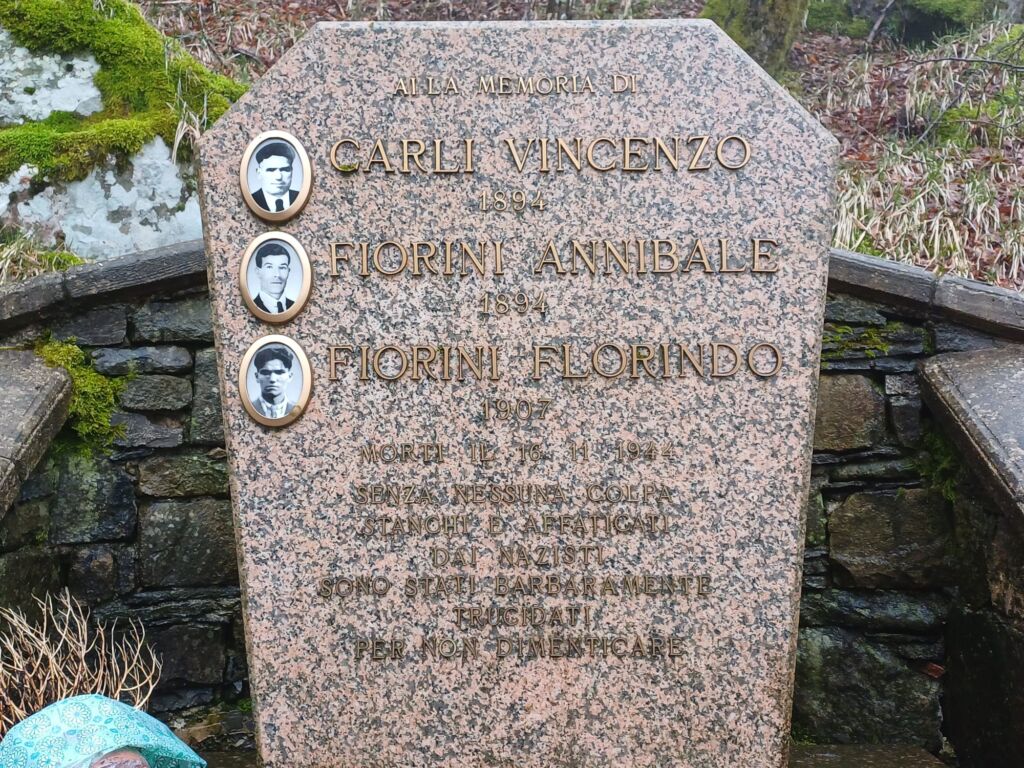 ALLA MEMORIA DI
CARLI VINCENZO
1894
FIORINI ANNIBALE
1894
FIORINI FLORINDO
1907
MORTI IL 16 11 1944
SENZA NESSUNA COLPA
STANCHI E AFFATICATI
DAI NAZISTI
SONO STATI BARBARAMENTE
TRUCIDATI
PER NON DIMENTICARE